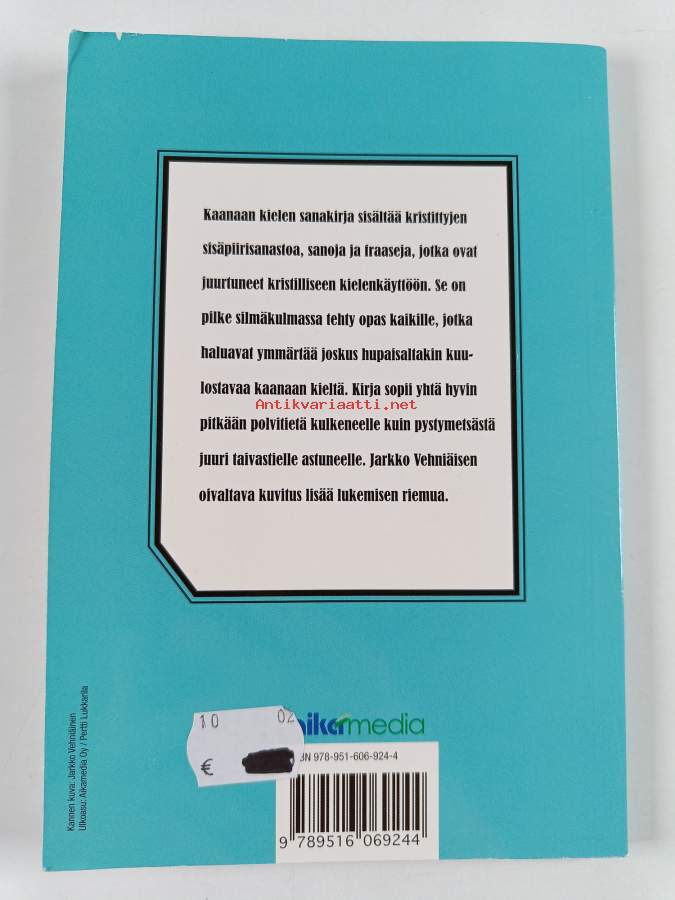 Kaanaan kielen sanakirja sisältää kristittyjen
sisäpiirisanastoa, sanoja ja fraaseja, jotka ovat
juurtuneet kristilliseen kielenkäyttöön. Se on
pilke silmäkulmassa tehty opas kaikille, jotka
haluavat ymmärtää joskus hupaisaltakin kuu-
lostavaa kaanaan kieltä. Kirja sopii yhtä hyvin
Antikvariaatti.net
pitkään polvitietä kulkeneelle kuin pystymetsästä
juuri taivastielle astuneelle. Jarkko Vehniäisen
oivaltava kuvitus lisää lukemisen riemua.
Kannen kuva: Jarkko Vehniäinen
Ulkoasu: Aikamedia Oy / Pertti Lukkarila
10 02
€
aikamedia
BN 978-951-606-924-4
9 789516 069244